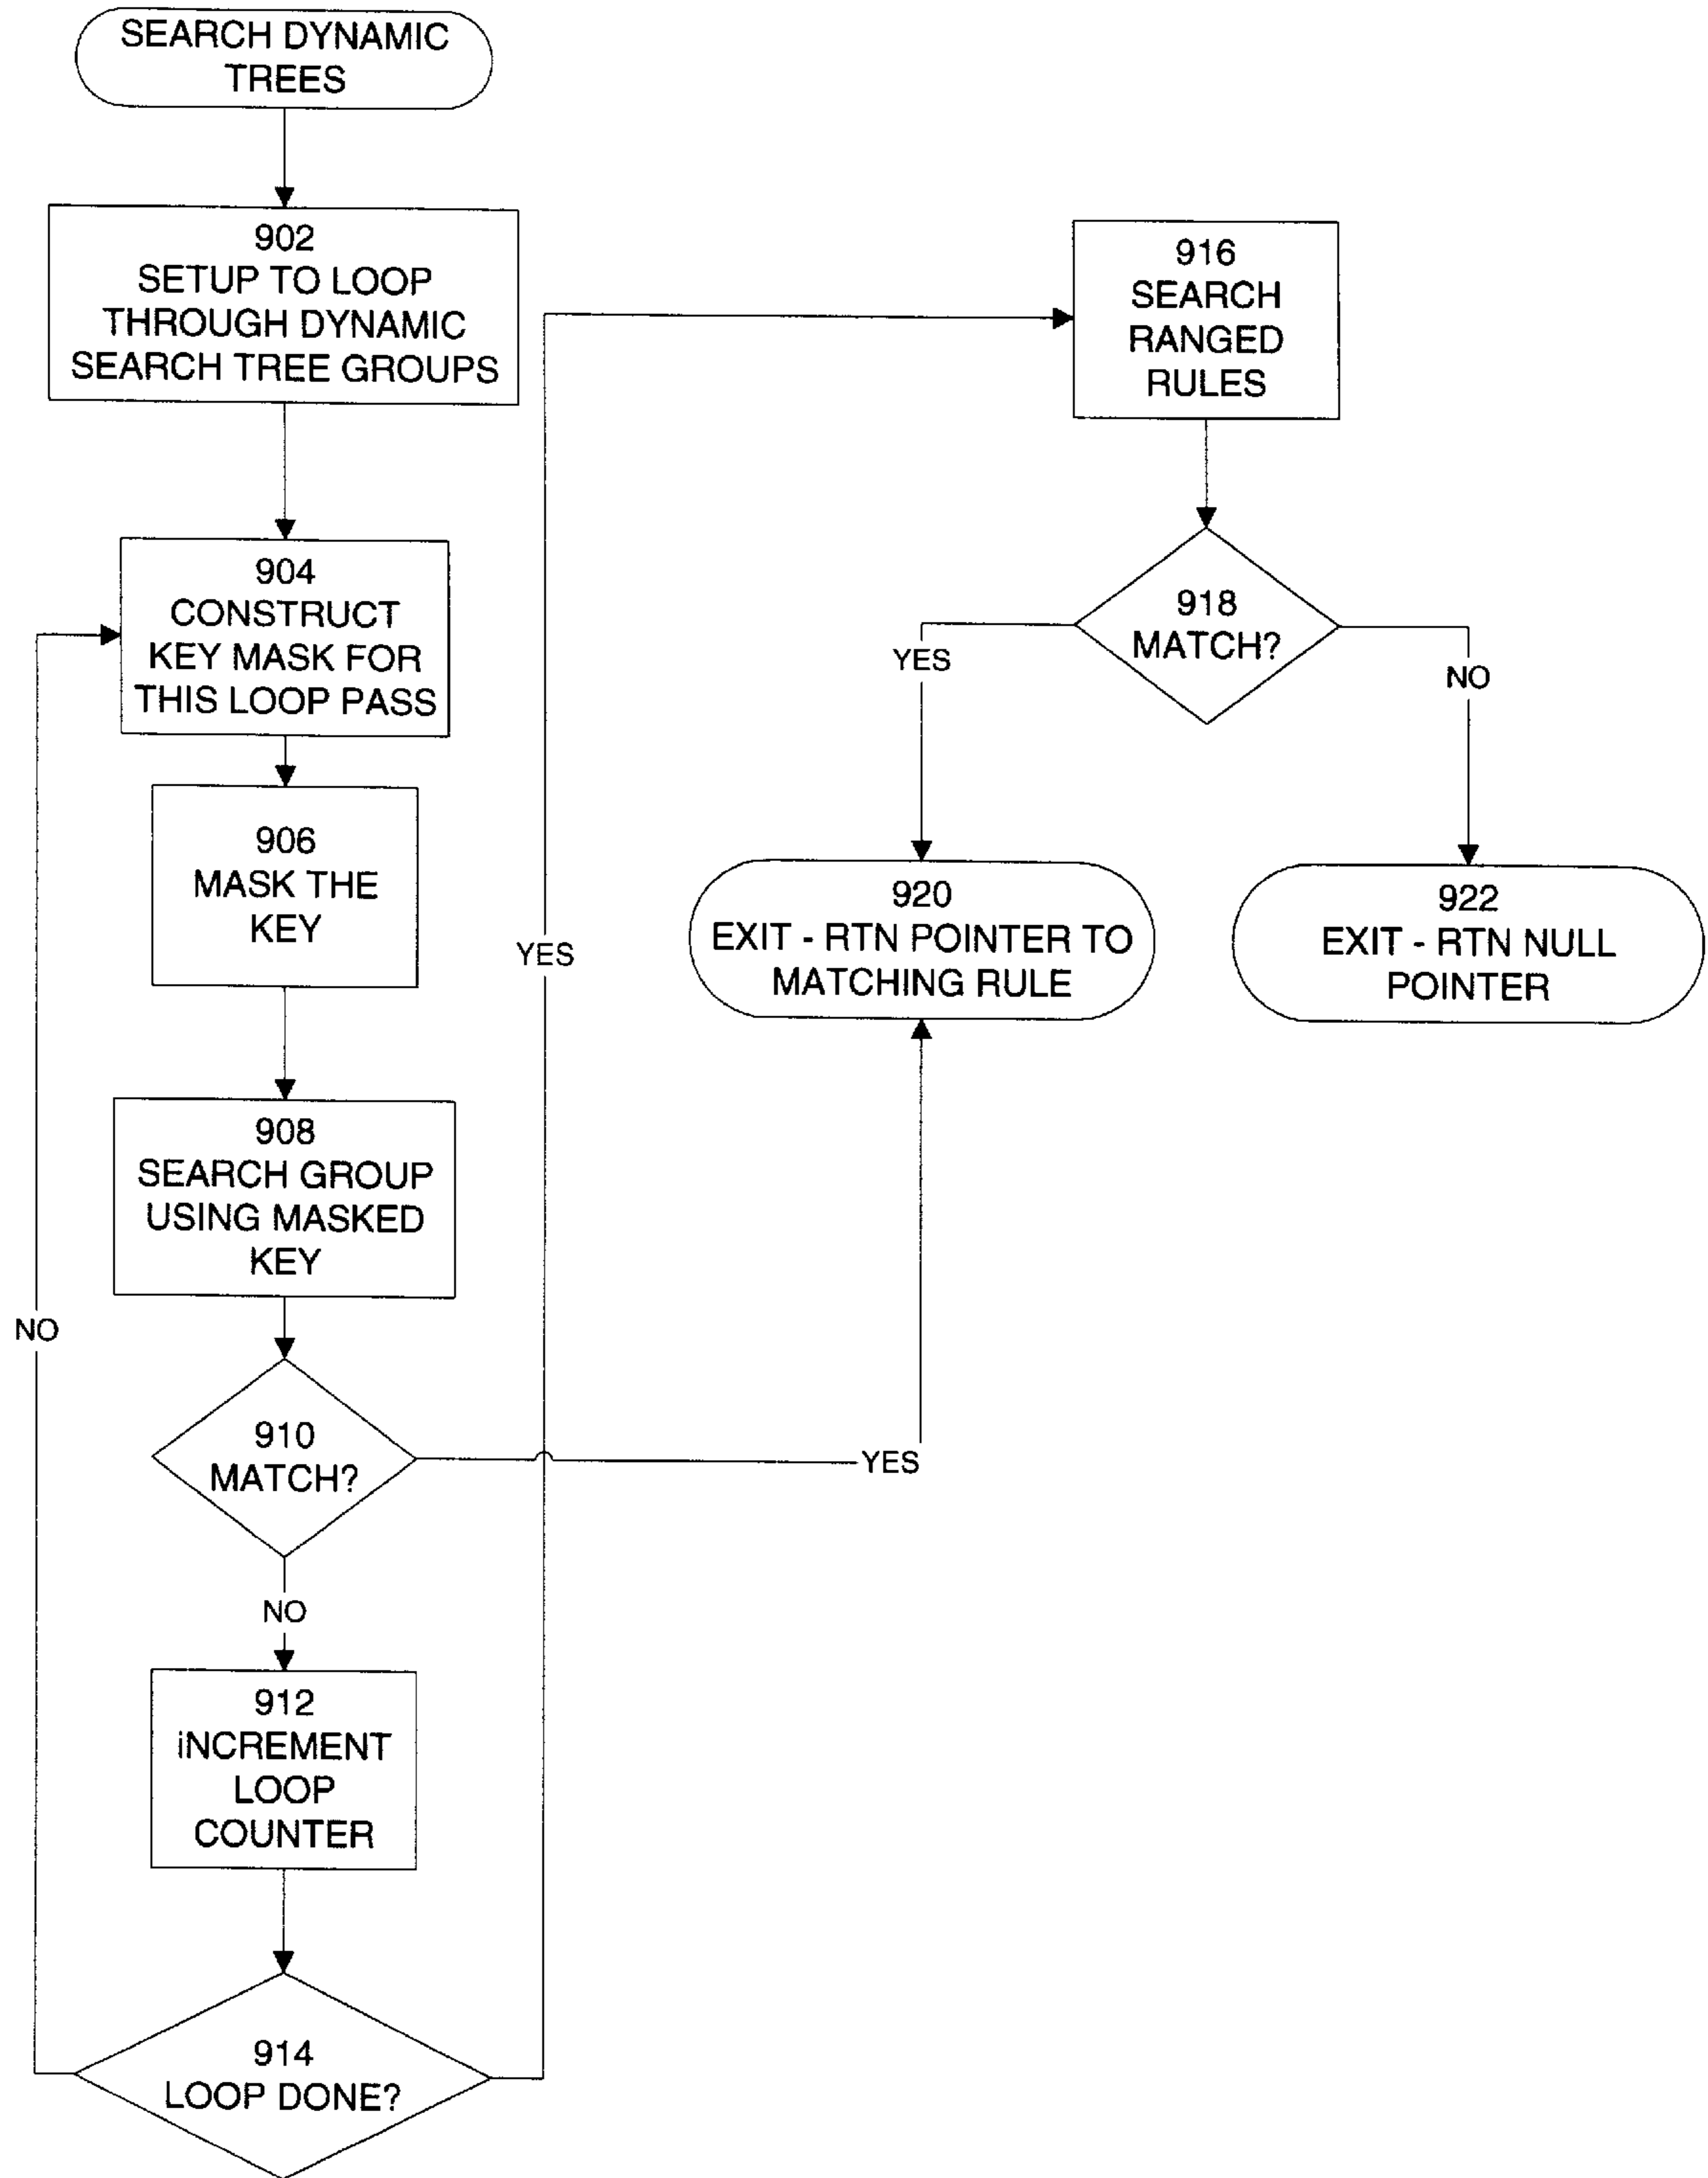 SEARCH DYNAMIC
TREES
902
SETUP TO LOOP
THROUGH DYNAMIC
SEARCH TREE GROUPS
904
CONSTRUCT
KEY MASK FOR
THIS LOOP PASS
906
MASK THE
KEY
908
SEARCH GROUP
USING MASKED
KEY
NO
910
MATCH?
YES
NO
912
iNCREMENT
LOOP
COUNTER
914
LOOP DONE?
YES
916
SEARCH
RANGED
RULES
918
MATCH?
YES
NO
920
EXIT - RTN POINTER TO
MATCHING RULE
922
EXIT - RTN NULL
POINTER